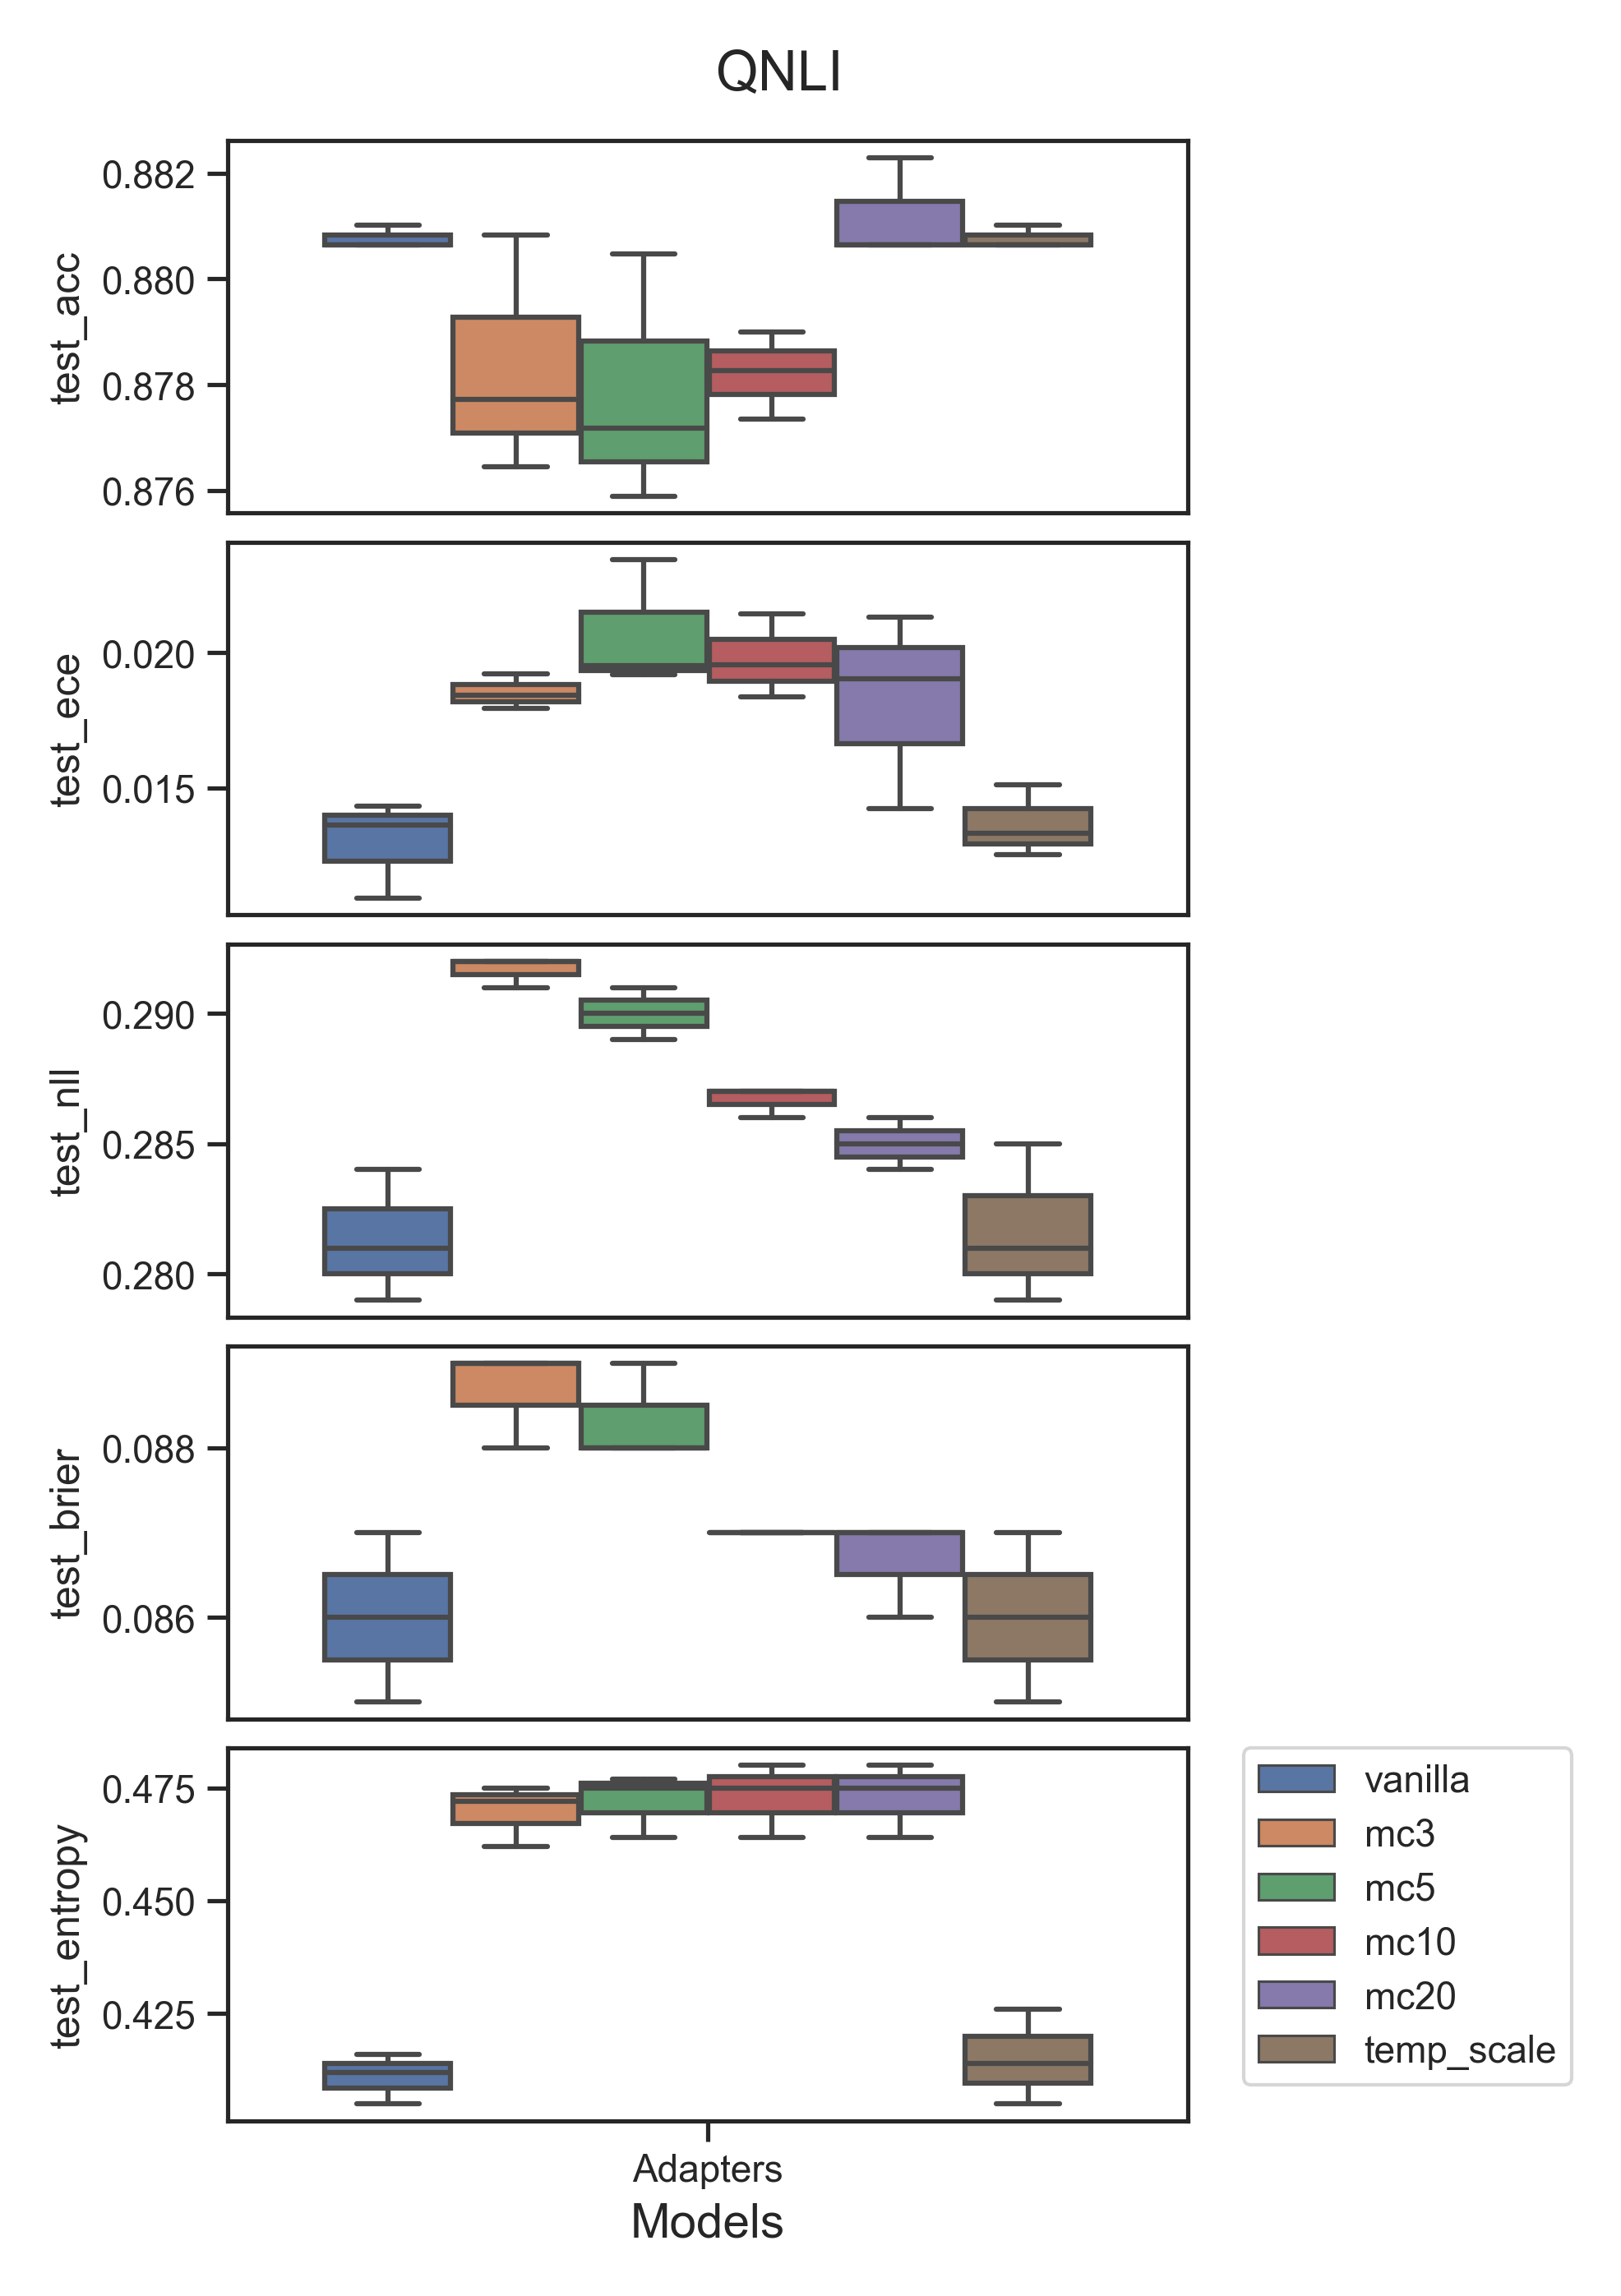 QNLI
0.882
0.880
0.878
0.876
test_acc
0.020
0.015
test_ece
0.290
0.285
0.280
test_nll
0.088
0.086
test_brier
0.475
0.450
0.425
test_entropy
Adapters
Models
vanilla
mc3
mc5
mc10
mc20
temp_scale